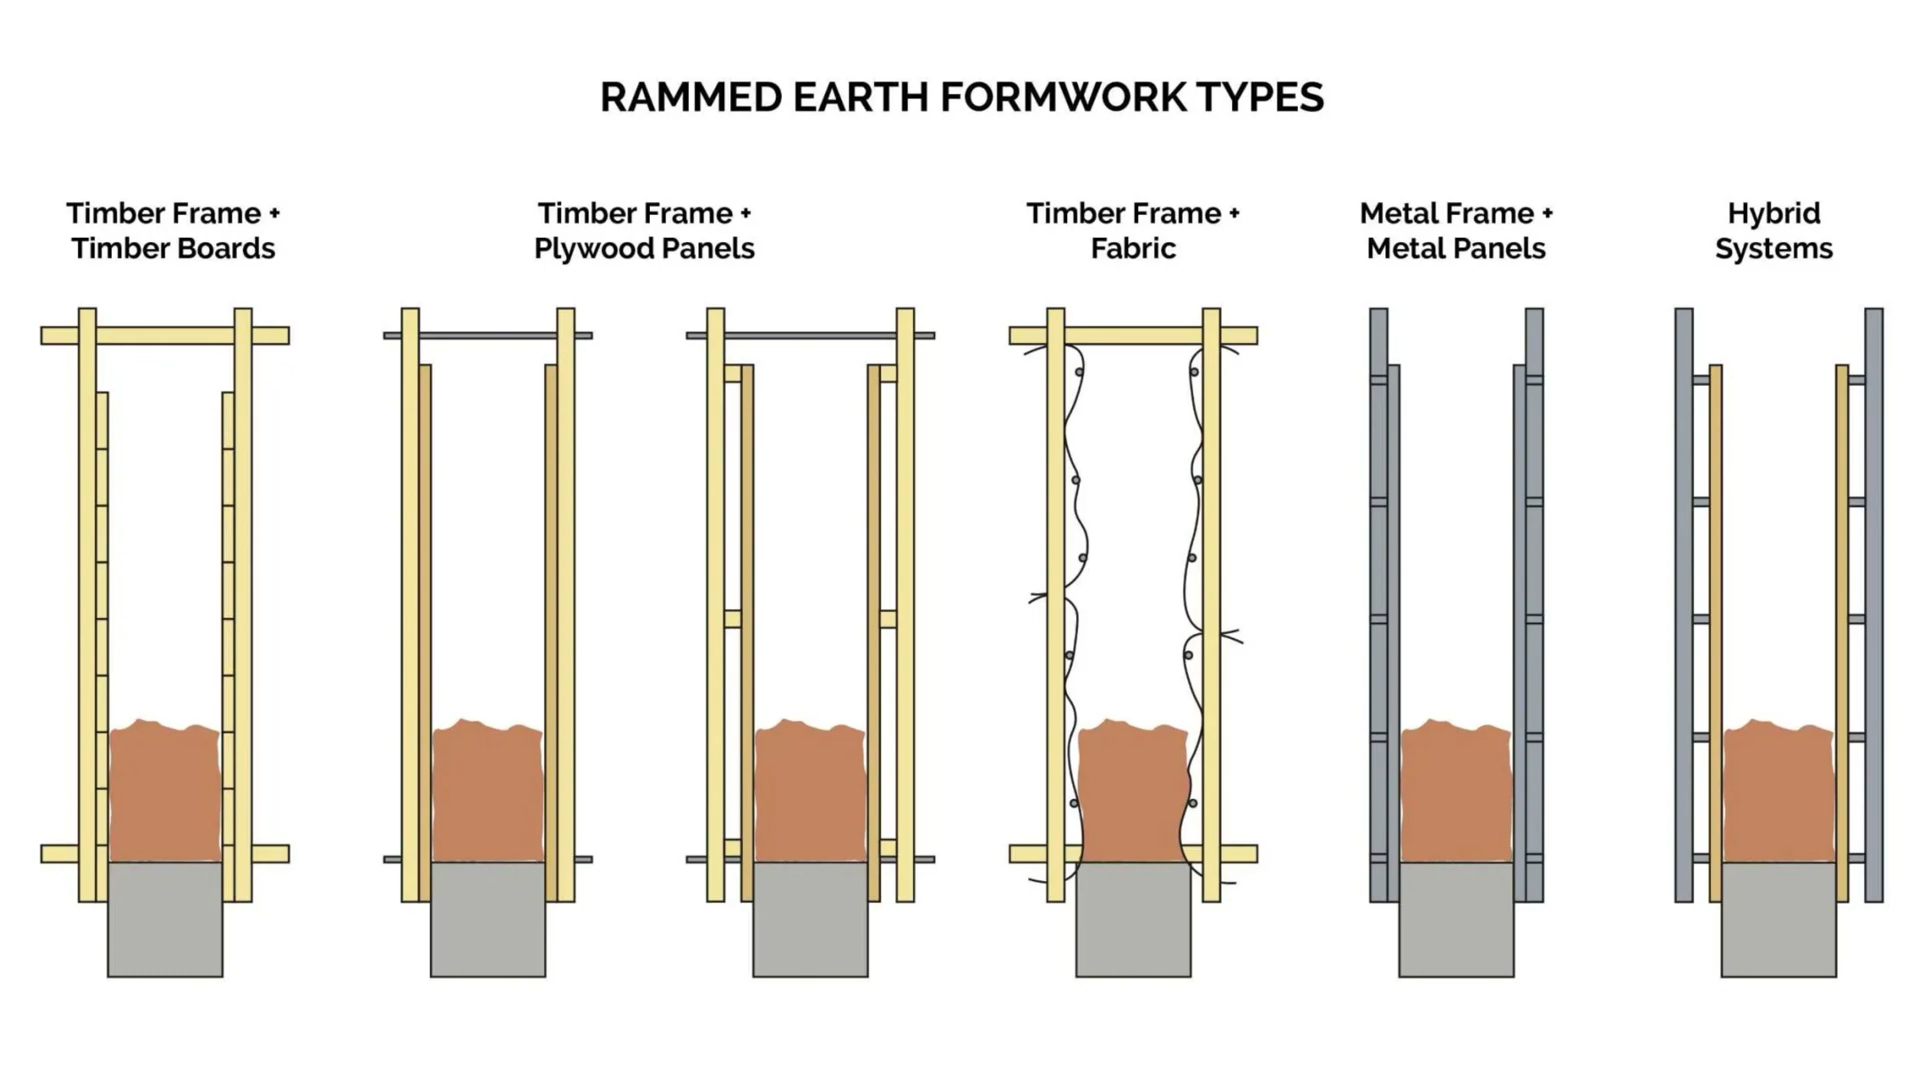 RAMMED EARTH FORMWORK TYPES
Timber Frame +
Timber Boards
Timber Frame +
Plywood Panels
Timber Frame +
Fabric
Metal Frame +
Metal Panels
Hybrid
Systems